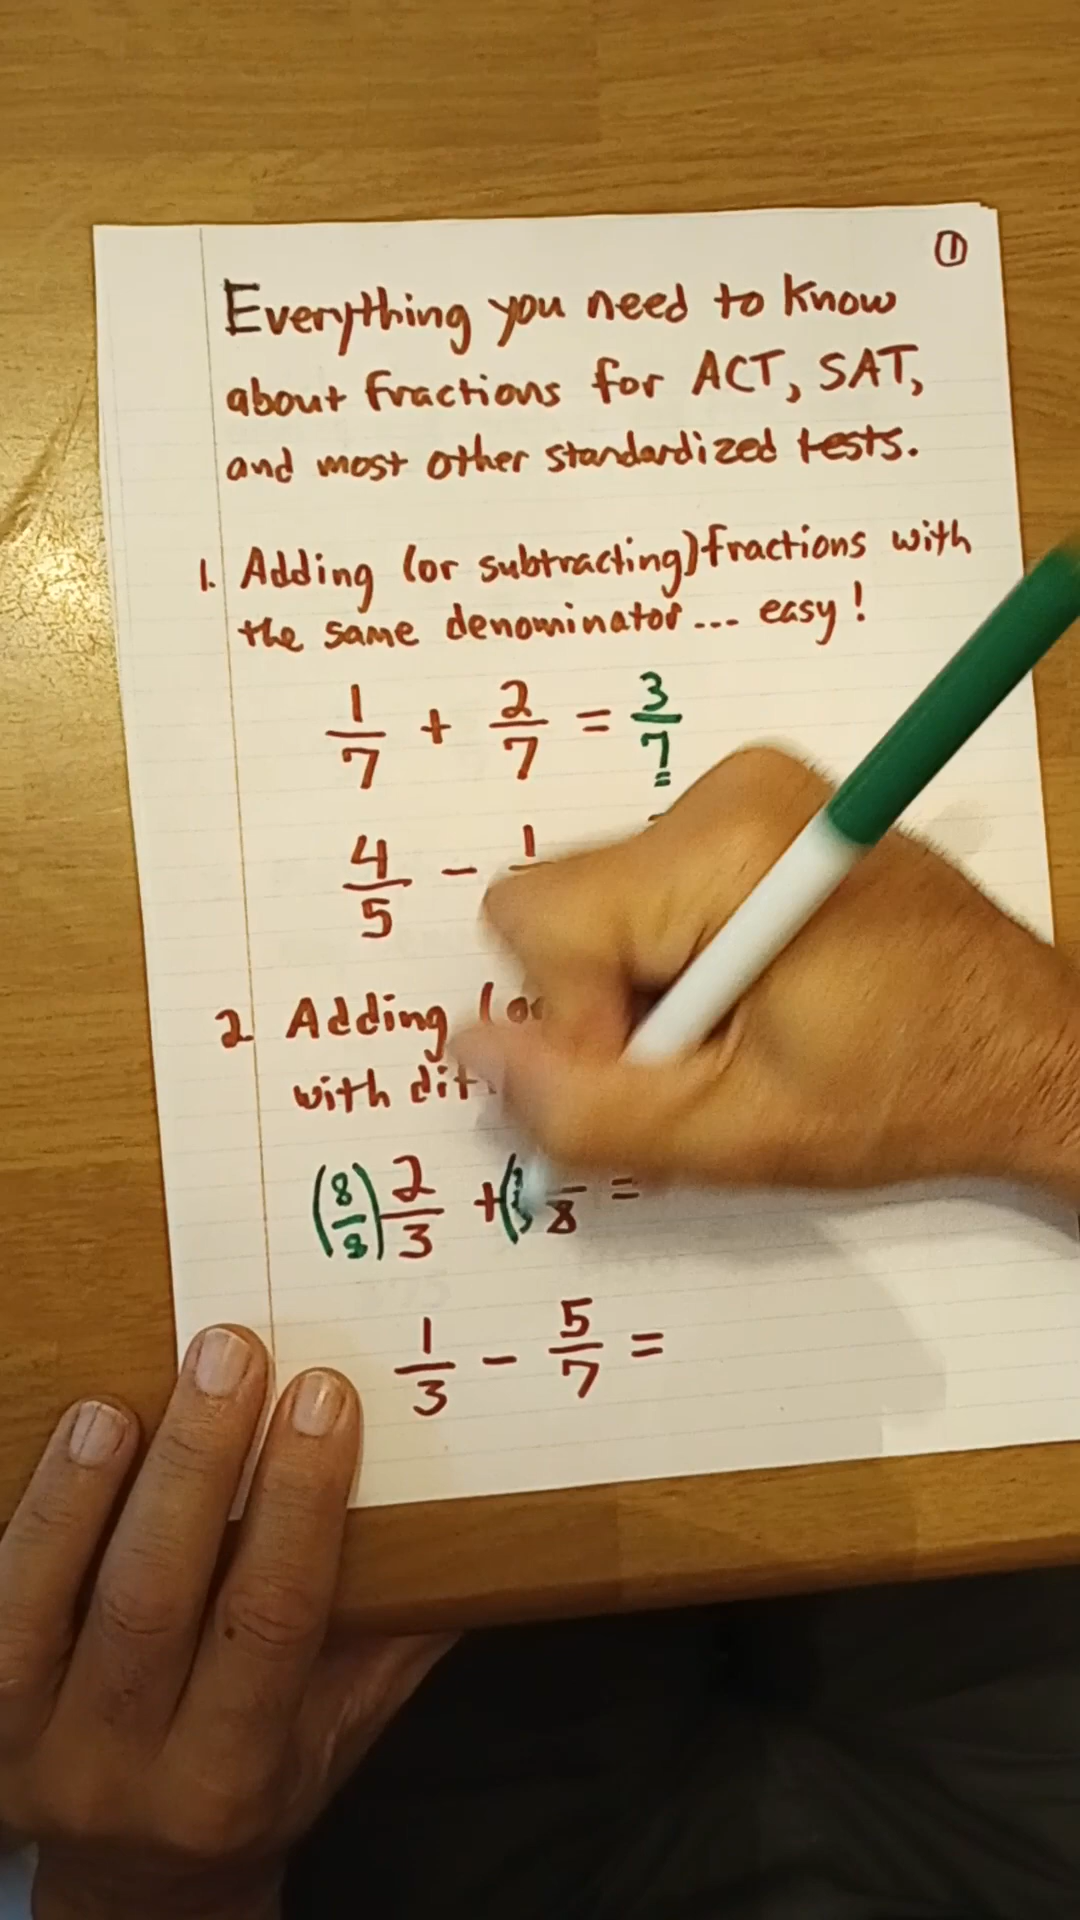 ①
Everything you need to know
about fractions for ACT, SAT,
and most other standardized tests.
1. Adding (or subtracting) fractions with
the same denominator... easy!
1/7 + 2/7 = 3/7
4/5 - 1
2. Adding
with
(8/8) 2/3 + ( 8 =
1/3 - 5/7 =